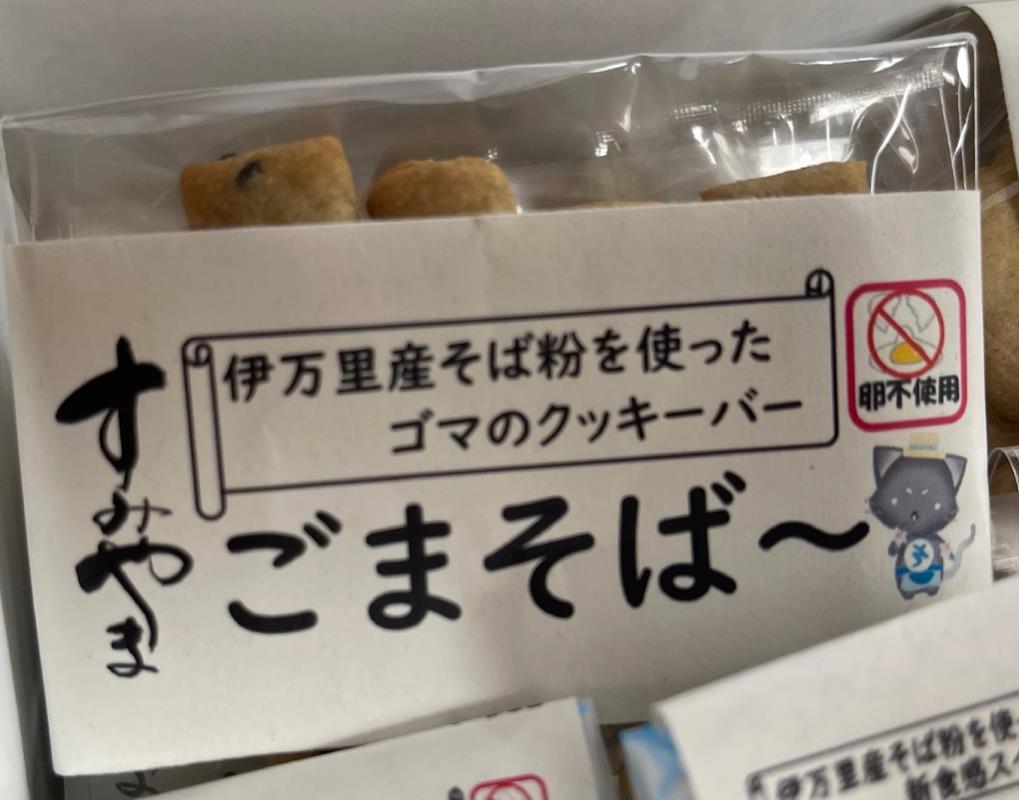 すみやま
伊万里産そば粉を使った
ゴマのクッキーバー
卵不使用
ごまそば〜
伊万里産そば粉を使
新食感ス